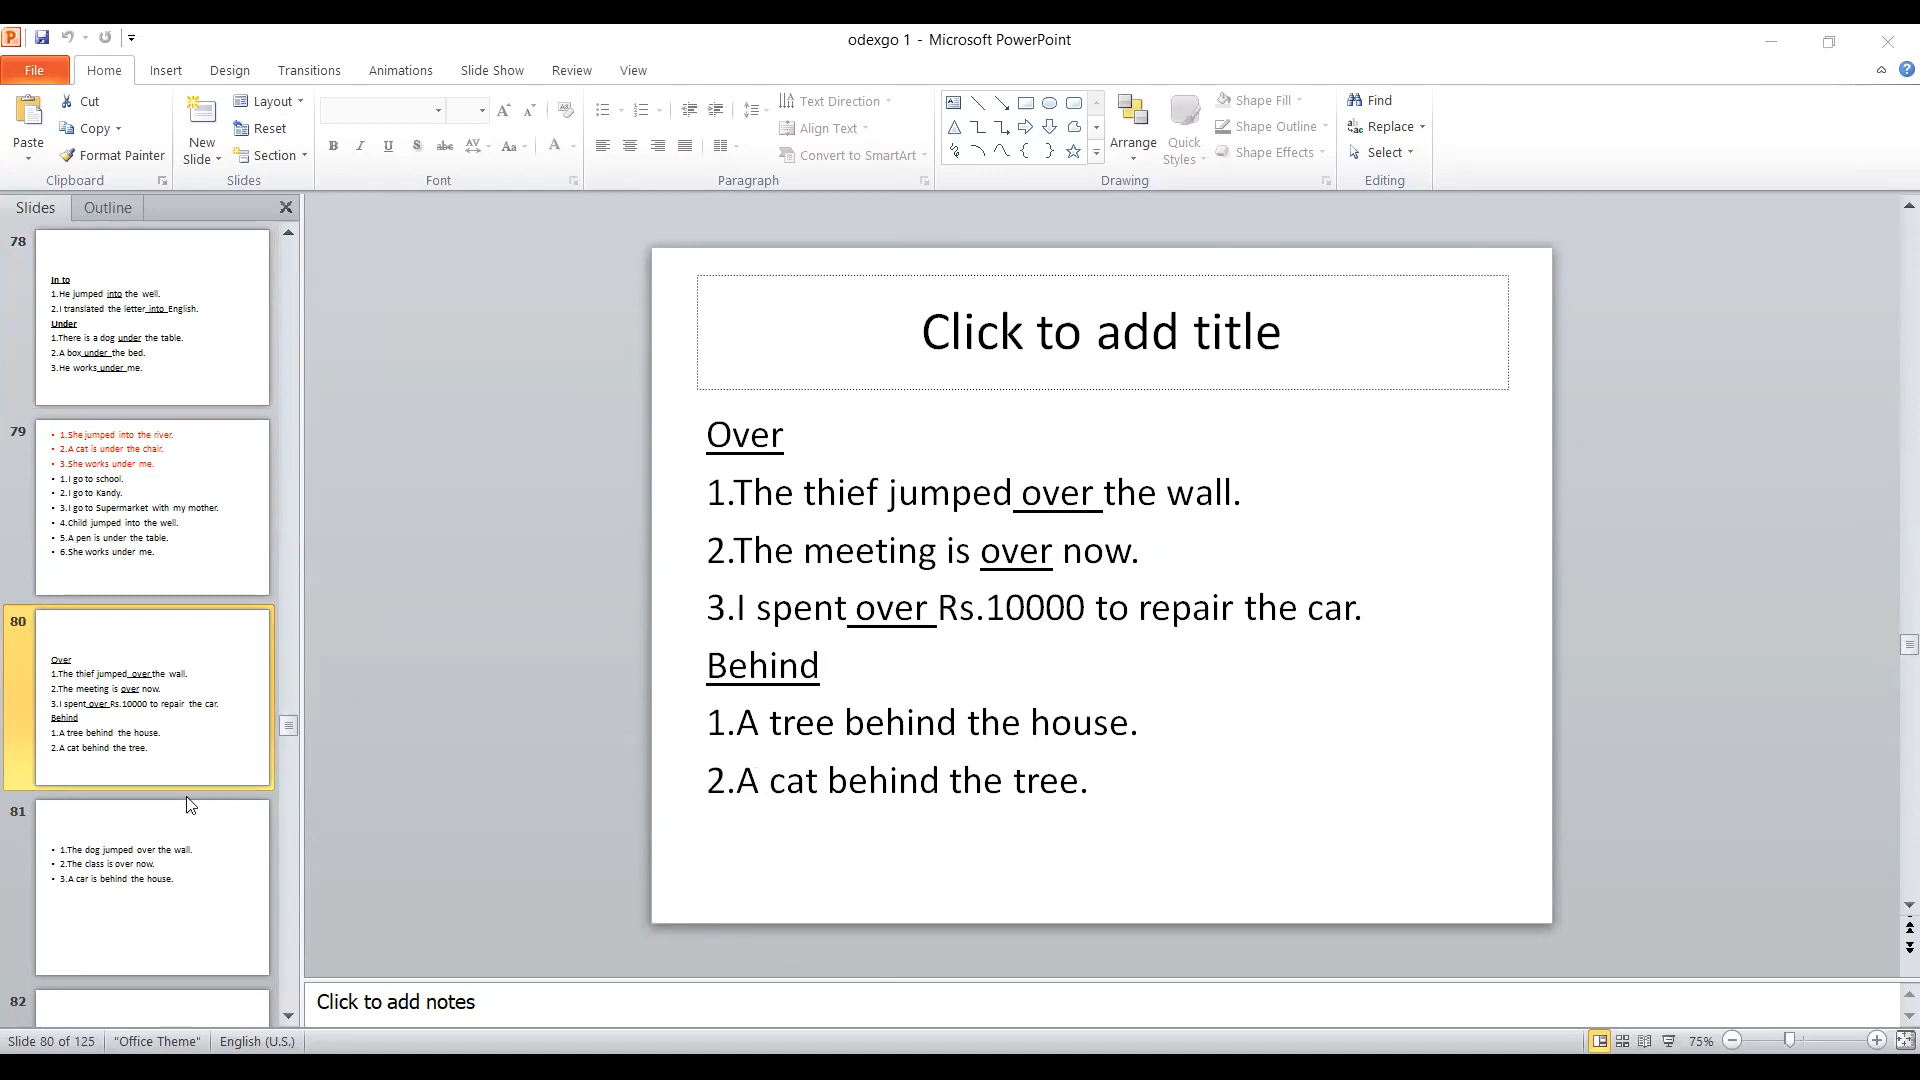 odexgo 1 - Microsoft PowerPoint
File Home Insert Design Transitions Animations Slide Show Review View
Paste
Cut
Copy
Format Painter
Clipboard
New
Slide
Layout
Reset
Section
Slides
Font
Text Direction
Align Text
Convert to SmartArt
Paragraph
Arrange
Quick
Styles
Shape Fill
Shape Outline
Shape Effects
Drawing
Find
Replace
Select
Editing
Slides Outline
78
In to
1.He jumped into the well.
2.I translated the letter into English.
Under
1.There is a dog under the table.
2.A box under the bed.
3.He works under me.
79
• 1.She jumped into the river.
• 2.A cat is under the chair.
• 3.She works under me.
• 1.I go to school.
• 2.I go to Kandy.
• 3.I go to Supermarket with my mother.
• 4.Child jumped into the well.
• 5.A pen is under the table.
• 6.She works under me.
80
Over
1.The thief jumped over the wall.
2.The meeting is over now.
3.I spent over Rs.10000 to repair the car.
Behind
1.A tree behind the house.
2.A cat behind the tree.
81
• 1.The dog jumped over the wall.
• 2.The class is over now.
• 3.A car is behind the house.
82
Click to add title
Over
1.The thief jumped over the wall.
2.The meeting is over now.
3.I spent over Rs.10000 to repair the car.
Behind
1.A tree behind the house.
2.A cat behind the tree.
Click to add notes
Slide 80 of 125 "Office Theme" English (U.S.) 75%